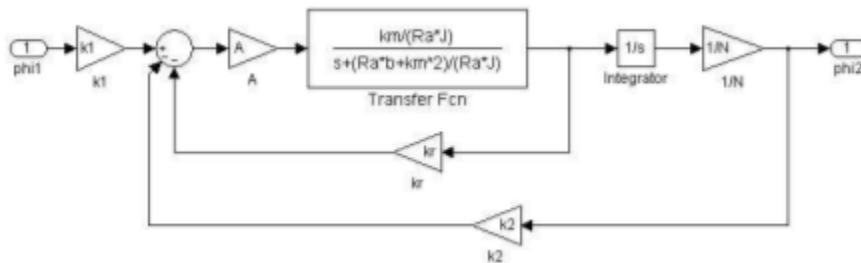 1
phi1
k1
k1
+
-
-
A
A
km/(Ra*J)
s+(Ra*b+km^2)/(Ra*J)
Transfer Fcn
1/s
Integrator
1/N
1/N
1
phi2
kr
kr
k2
k2